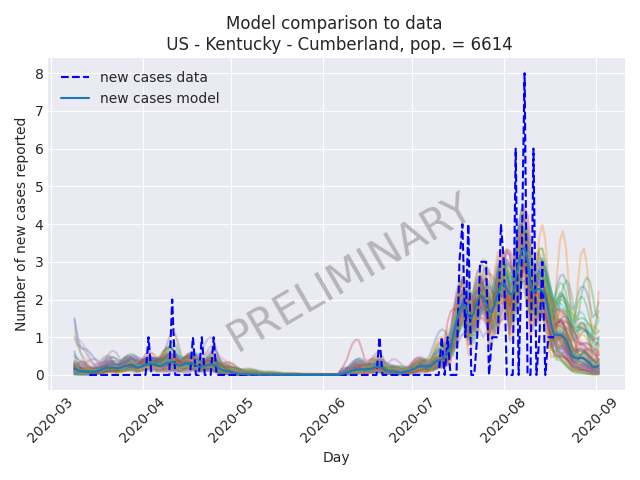 Model comparison to data
US - Kentucky - Cumberland, pop. = 6614
Number of new cases reported
8
7
6
5
4
3
2
1
0
new cases data
new cases model
PRELIMINARY
2020-03
2020-04
2020-05
2020-06
2020-07
2020-08
2020-09
Day